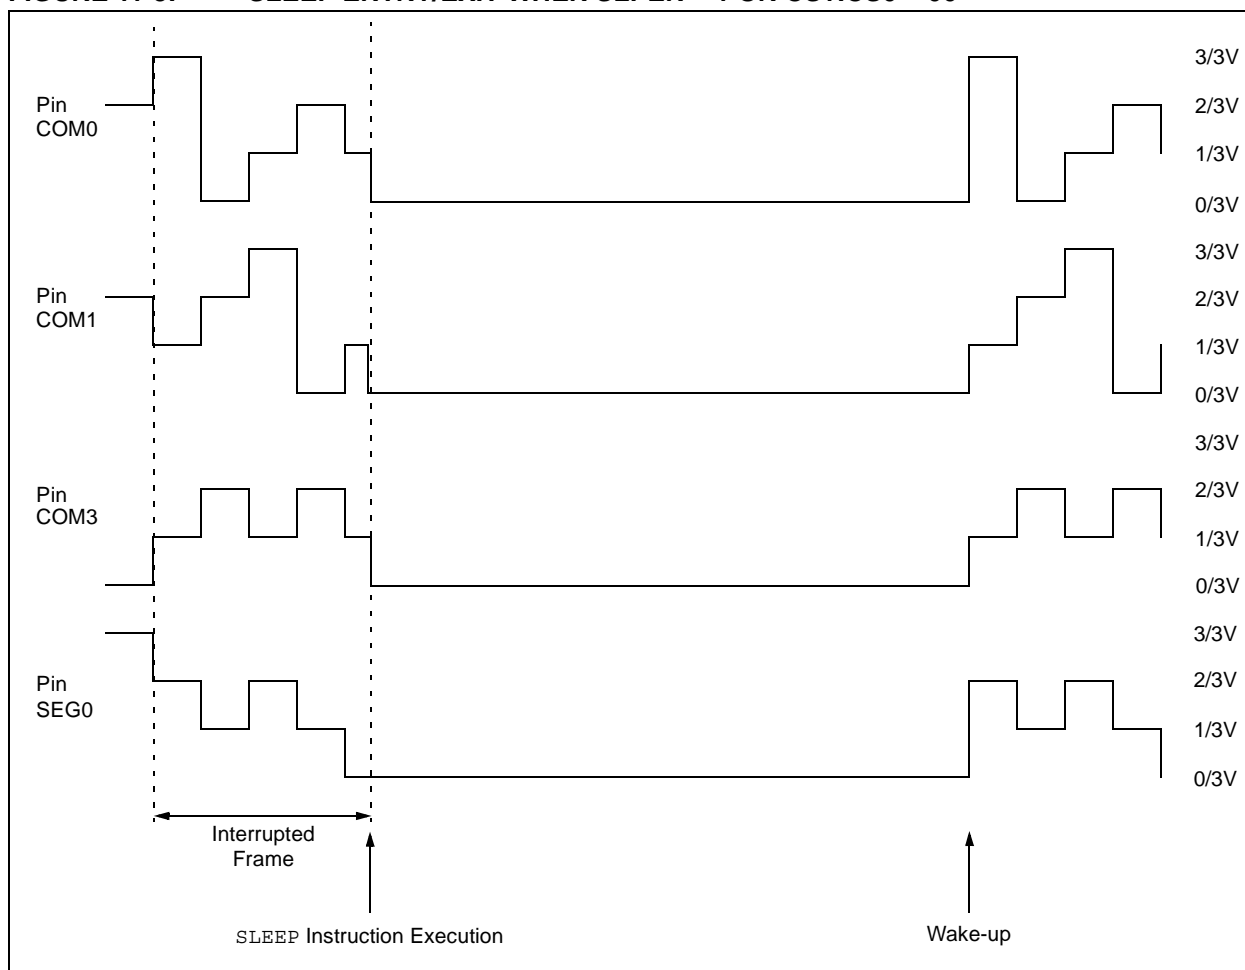 3/3V
Pin
COM0
2/3V
1/3V
0/3V
3/3V
Pin
COM1
2/3V
1/3V
0/3V
3/3V
Pin
COM3
2/3V
1/3V
0/3V
3/3V
Pin
SEG0
2/3V
1/3V
0/3V
Interrupted
Frame
SLEEP Instruction Execution
Wake-up